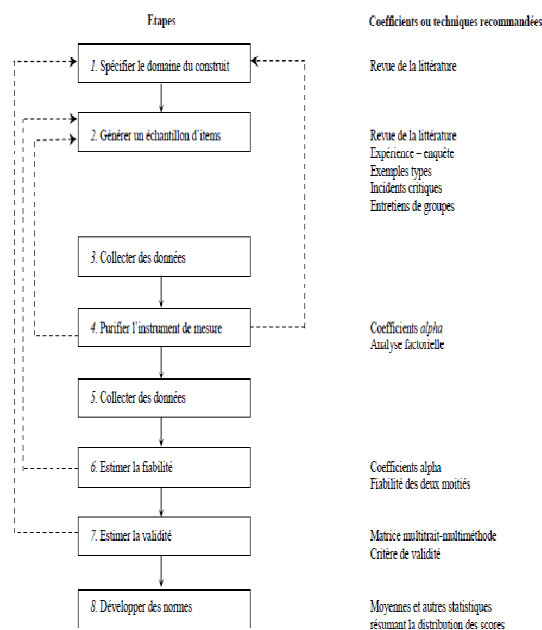 Etapes
Coefficients ou techniques recommandées
1. Spécifier le domaine du construit
Revue de la littérature
2. Générer un échantillon d'items
Revue de la littérature
Expérience – enquête
Exemples types
Incidents critiques
Entretiens de groupes
3. Collecter des données
4. Purifier l'instrument de mesure
Coefficients alpha
Analyse factorielle
5. Collecter des données
6. Estimer la fiabilité
Coefficients alpha
Fiabilité des deux moitiés
7. Estimer la validité
Matrice multitrait-multiméthode
Critère de validité
8. Développer des normes
Moyennes et autres statistiques
résumant la distribution des scores